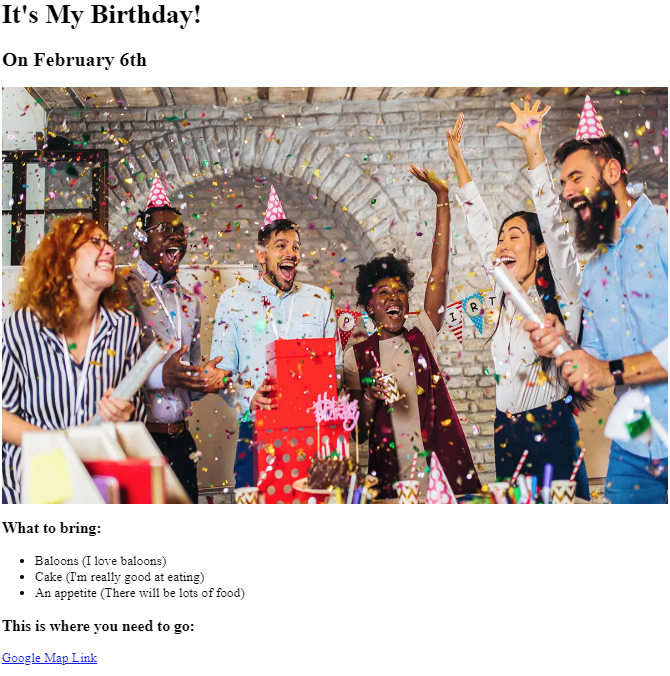 It's My Birthday!
On February 6th
What to bring:
Baloons (I love baloons)
Cake (I'm really good at eating)
An appetite (There will be lots of food)
This is where you need to go:
Google Map Link